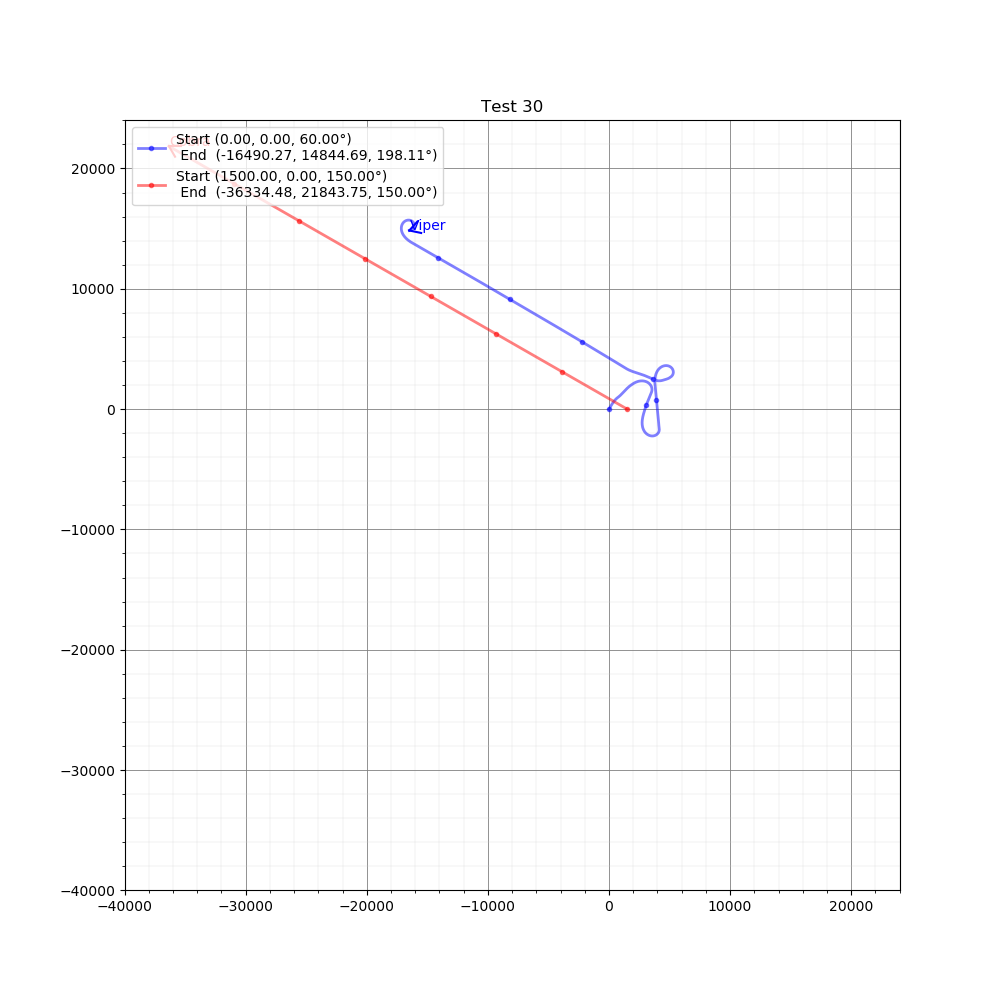 Test 30
Start (0.00, 0.00, 60.00°)
End (-16490.27, 14844.69, 198.11°)
Start (1500.00, 0.00, 150.00°)
End (-36334.48, 21843.75, 150.00°)
Viper
20000
10000
0
−10000
−20000
−30000
−40000
−40000 −30000 −20000 −10000 0 10000 20000